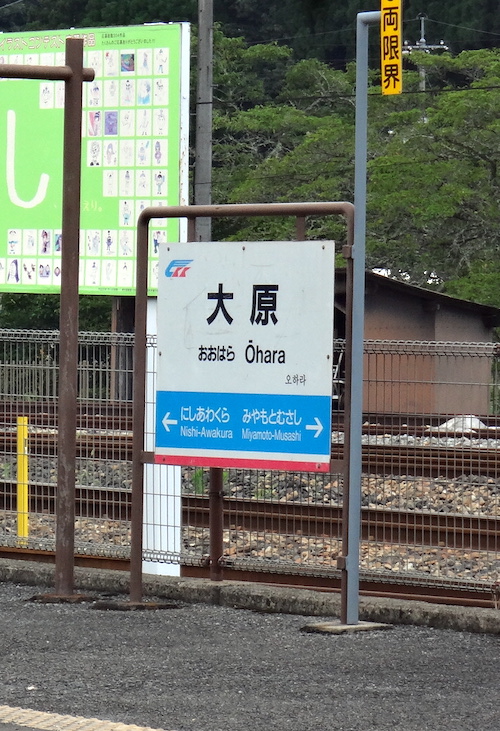 両限界
し
大原
おおはら Ōhara
오하라
← にしあわくら みやもとむさし →
Nishi-Awakura Miyamoto-Musashi